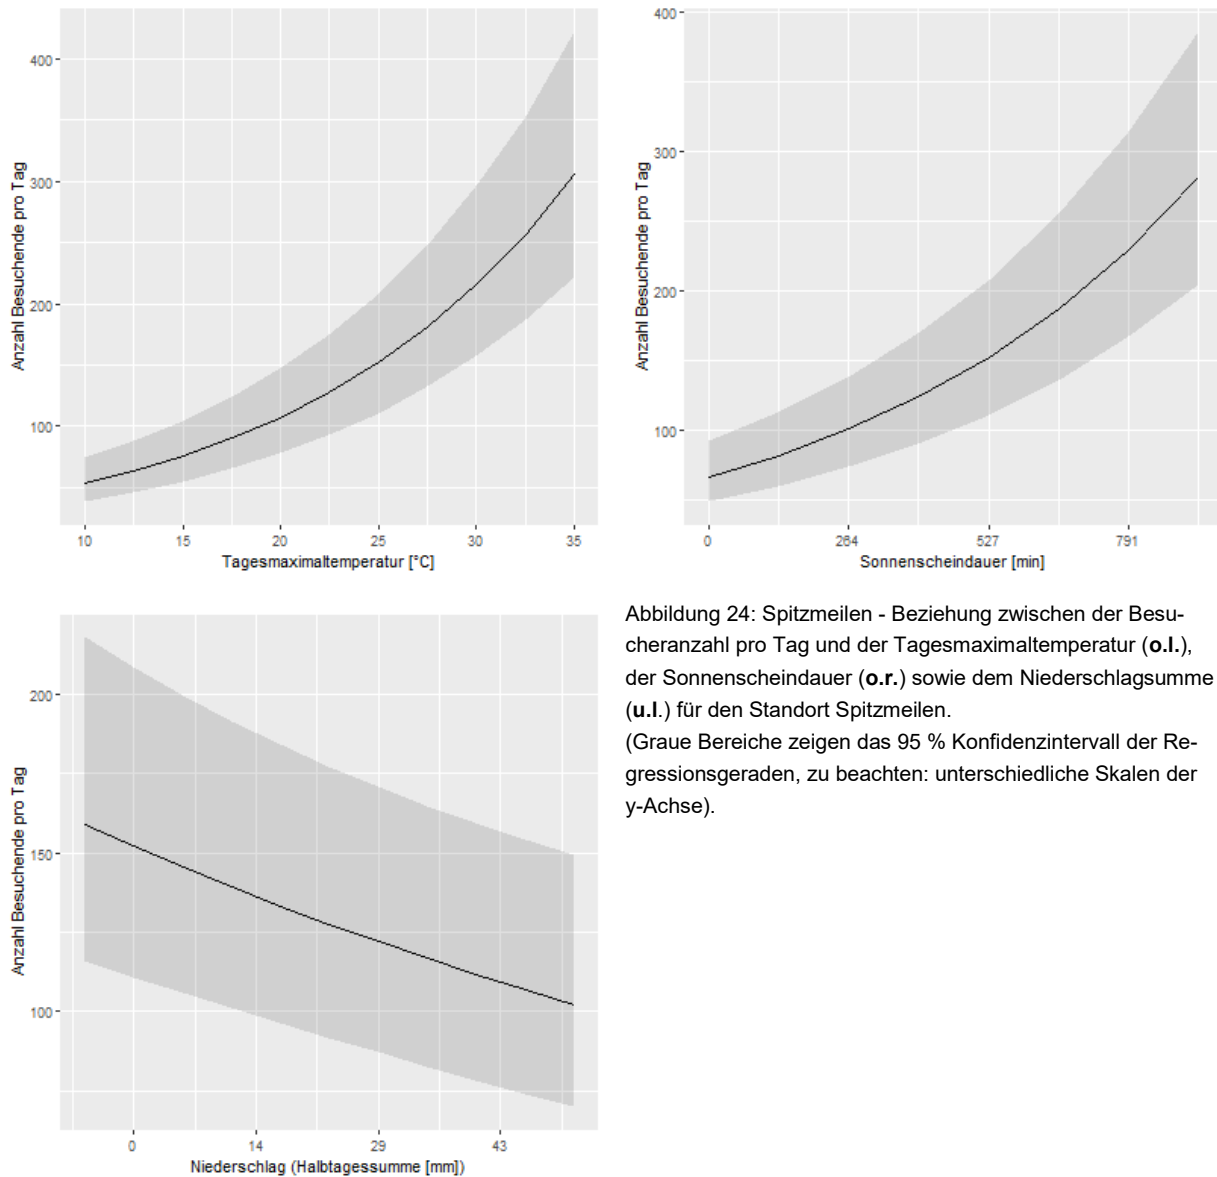 400
300
200
100
Anzahl Besuchende pro Tag
10 15 20 25 30 35
Tagesmaximaltemperatur [°C]
400
300
200
100
Anzahl Besuchende pro Tag
0 264 527 791
Sonnenscheindauer [min]
200
150
100
Anzahl Besuchende pro Tag
0 14 29 43
Niederschlag (Halbtagessumme [mm])
Abbildung 24: Spitzmeilen - Beziehung zwischen der Besu-
cheranzahl pro Tag und der Tagesmaximaltemperatur (o.l.),
der Sonnenscheindauer (o.r.) sowie dem Niederschlagsumme
(u.l.) für den Standort Spitzmeilen.
(Graue Bereiche zeigen das 95 % Konfidenzintervall der Re-
gressionsgeraden, zu beachten: unterschiedliche Skalen der
y-Achse).